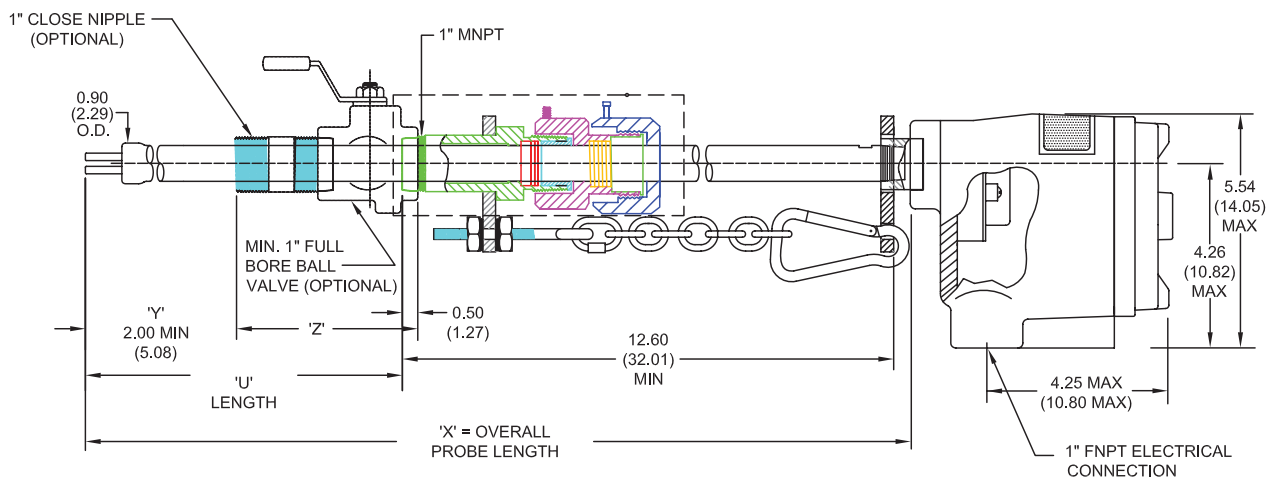 1" CLOSE NIPPLE
(OPTIONAL)
1" MNPT
0.90
(2.29)
O.D.
MIN. 1" FULL
BORE BALL
VALVE (OPTIONAL)
'Y'
2.00 MIN
(5.08)
'Z'
0.50
(1.27)
'U'
LENGTH
12.60
(32.01)
MIN
'X' = OVERALL
PROBE LENGTH
5.54
(14.05)
MAX
4.26
(10.82)
MAX
4.25 MAX
(10.80 MAX)
1" FNPT ELECTRICAL
CONNECTION